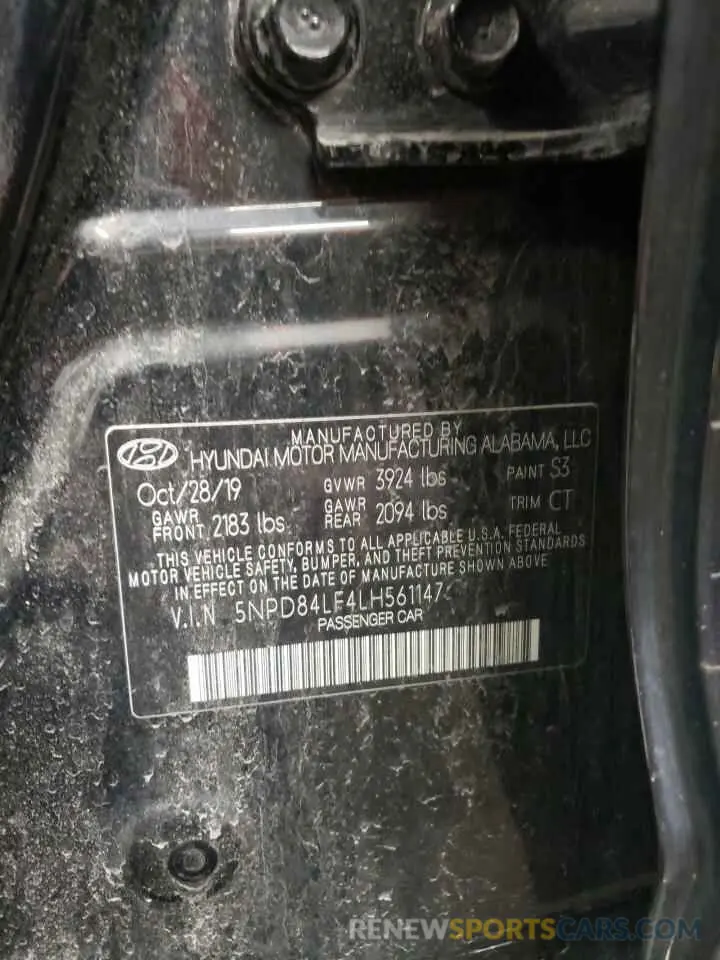 MANUFACTURED BY
HYUNDAI MOTOR MANUFACTURING ALABAMA, LLC
Oct/28/19 GVWR 3924 lbs PAINT S3
GAWR FRONT 2183 lbs GAWR REAR 2094 lbs TRIM CT
THIS VEHICLE CONFORMS TO ALL APPLICABLE U.S.A. FEDERAL
MOTOR VEHICLE SAFETY, BUMPER, AND THEFT PREVENTION STANDARDS
IN EFFECT ON THE DATE OF MANUFACTURE SHOWN ABOVE
V.I.N 5NPD84LF4LH561147
PASSENGER CAR
RENEWSPORTSCARS.COM